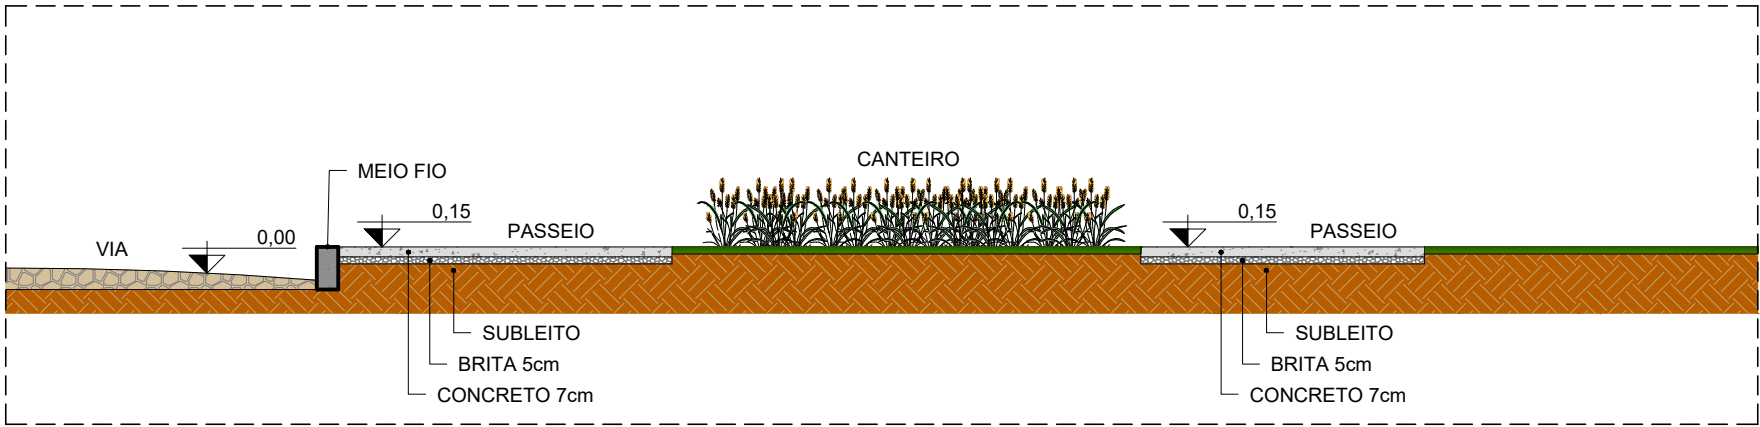 CANTEIRO
MEIO FIO
0,15
0,15
PASSEIO
PASSEIO
0,00
VIA
SUBLEITO
SUBLEITO
BRITA 5cm
BRITA 5cm
CONCRETO 7cm
CONCRETO 7cm